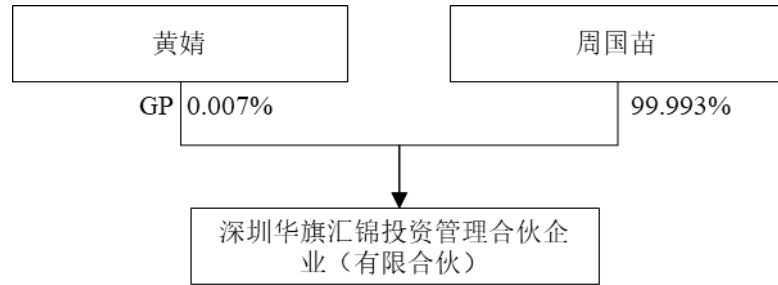 黄婧
周国苗
GP 0.007%
99.993%
深圳华旗汇锦投资管理合伙企
业（有限合伙）